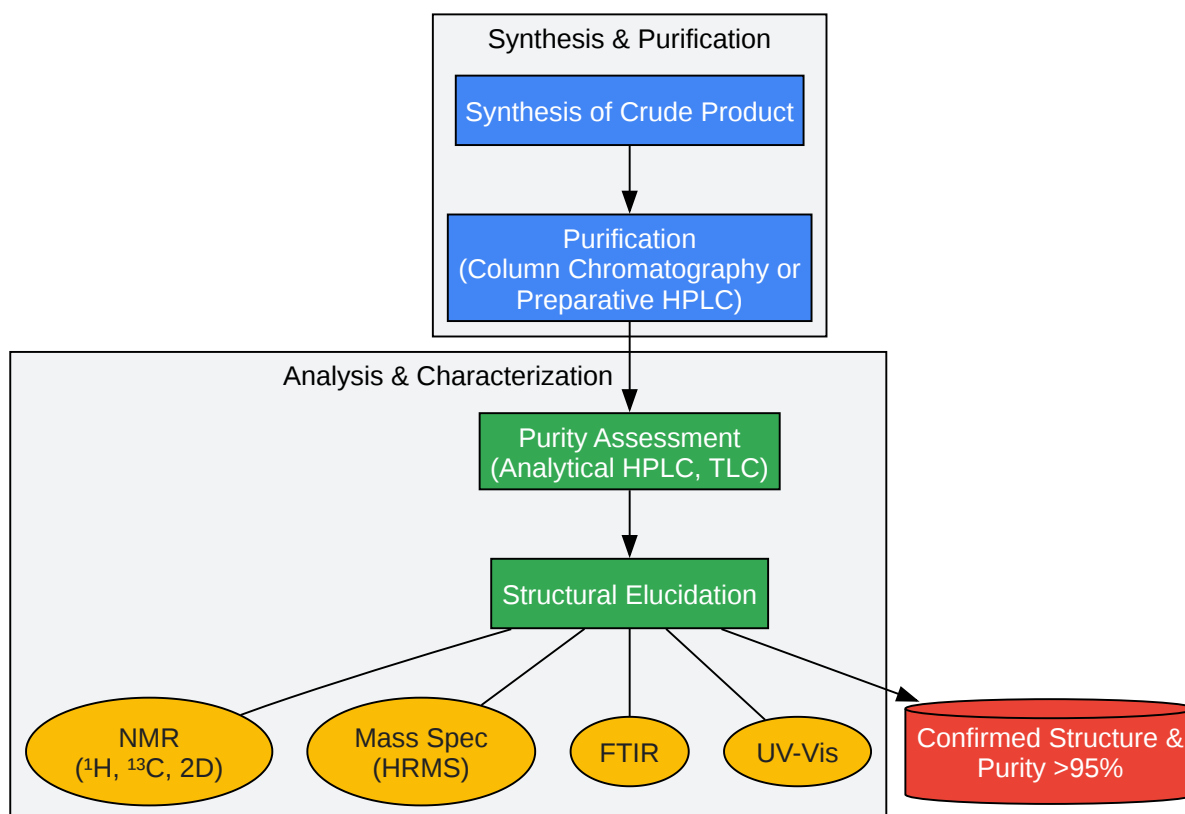 Synthesis & Purification
Synthesis of Crude Product
Purification
(Column Chromatography or
Preparative HPLC)
Analysis & Characterization
Purity Assessment
(Analytical HPLC, TLC)
Structural Elucidation
NMR
(¹H, ¹³C, 2D)
Mass Spec
(HRMS)
FTIR
UV-Vis
Confirmed Structure &
Purity >95%